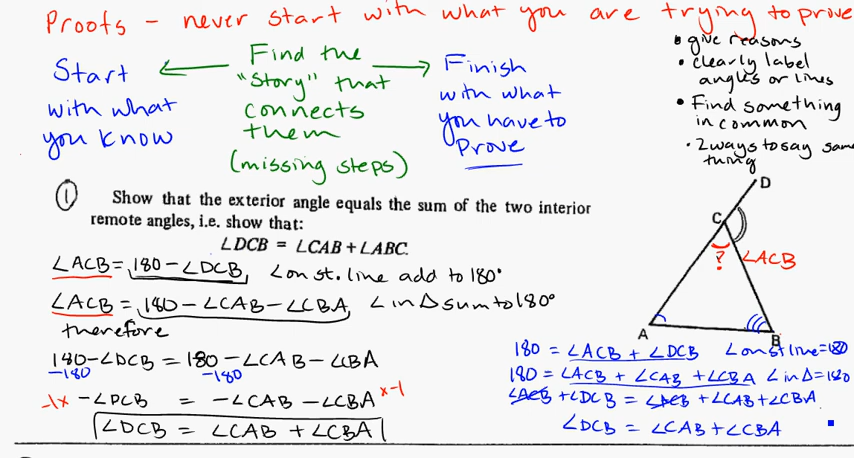 Proofs - never start with what you are trying to prove
Start
with what
you know
Find the
"Story" that
connects
them
(missing steps)
Finish
with what
you have to
Prove
• give reasons
• clearly label
angles or lines
• Find something
in common
• 2 ways to say same
thing
① Show that the exterior angle equals the sum of the two interior
remote angles, i.e. show that:
∠DCB = ∠CAB + ∠ABC.
∠ACB = 180 - ∠DCB, ∠ on st. line add to 180°
∠ACB = 180 - ∠CAB - ∠CBA, ∠ in Δ sum to 180°
therefore
180 - ∠DCB = 180 - ∠CAB - ∠CBA
-180 -180
-1x -∠DCB = -∠CAB - ∠CBA x-1
∠DCB = ∠CAB + ∠CBA
D
C
? ∠ACB
A
B
180 = ∠ACB + ∠DCB ∠ on st line = 180
180 = ∠ACB + ∠CAB + ∠CBA ∠ in Δ = 180
∠ACB + ∠DCB = ∠ACB + ∠CAB + ∠CBA
∠DCB = ∠CAB + ∠CBA